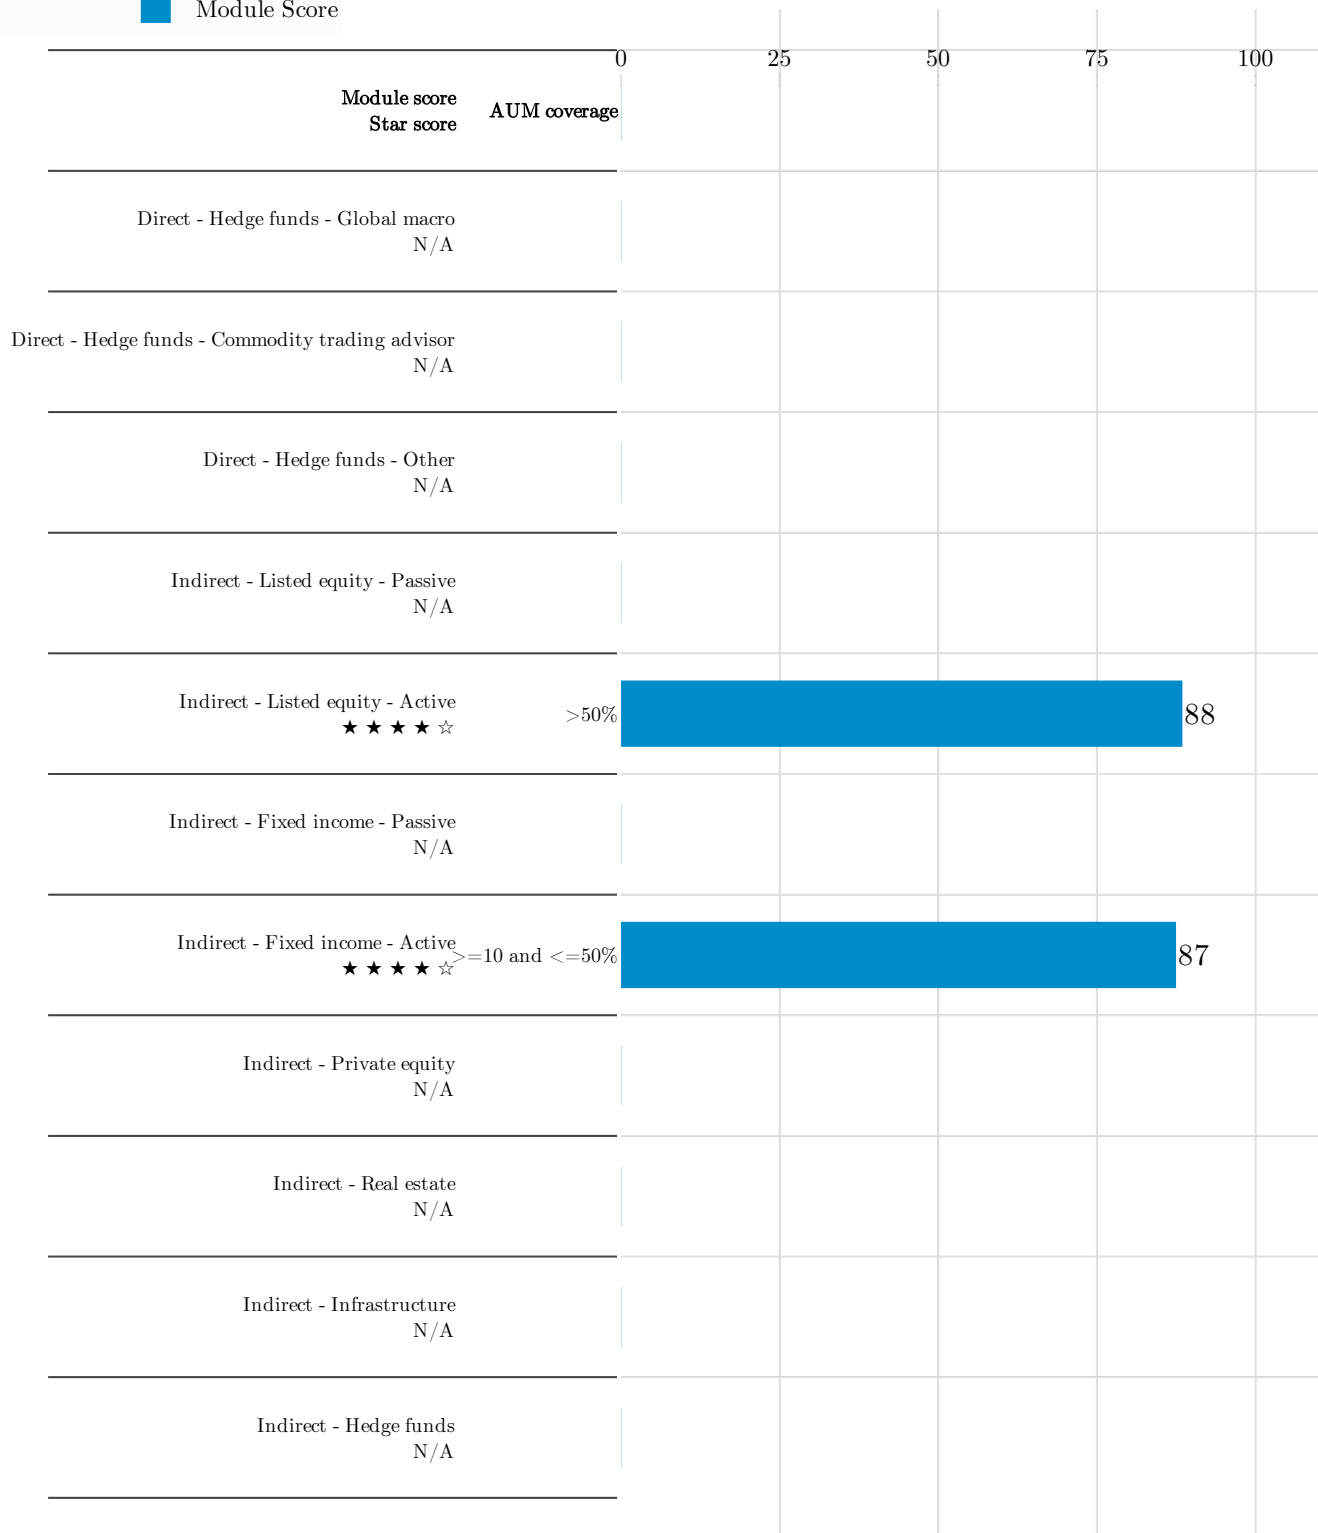 Module Score
0 25 50 75 100
Module score
Star score
AUM coverage
Direct - Hedge funds - Global macro
N/A
Direct - Hedge funds - Commodity trading advisor
N/A
Direct - Hedge funds - Other
N/A
Indirect - Listed equity - Passive
N/A
Indirect - Listed equity - Active
★ ★ ★ ★ ☆
>50%
88
Indirect - Fixed income - Passive
N/A
Indirect - Fixed income - Active
★ ★ ★ ★ ☆
>=10 and <=50%
87
Indirect - Private equity
N/A
Indirect - Real estate
N/A
Indirect - Infrastructure
N/A
Indirect - Hedge funds
N/A